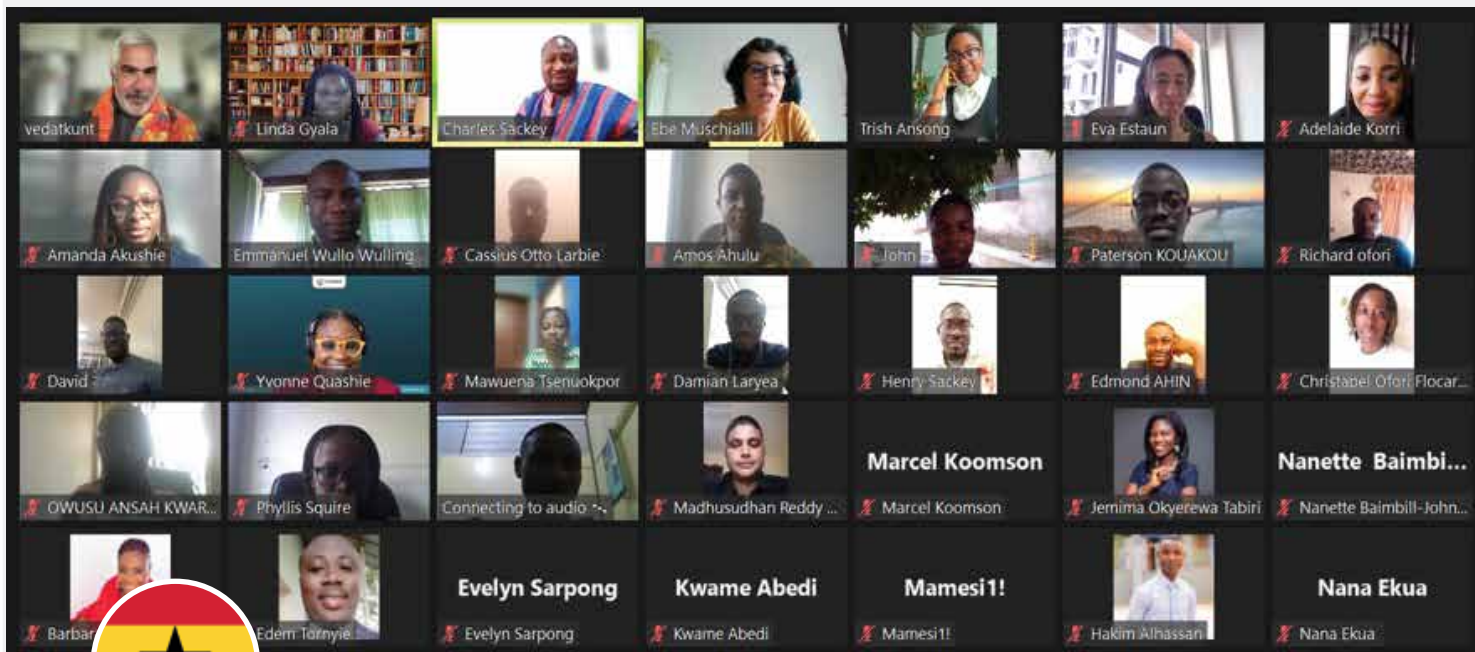 vedatkunt
Linda Gyala
Charles Sackey
Ebe Muschialli
Trish Ansong
Eva Estaun
Adelaide Korri
Amanda Akushie
Emmanuel Wullo Wulling
Cassius Otto Larbie
Amos Ahulu
John
Paterson KOUAKOU
Richard ofori
David
Yvonne Quashie
Mawuena Tsenuokpor
Damian Laryea
Henry Sackey
Edmond AHIN
Christabel Ofori Flocar...
OWUSU ANSAH KWAR...
Phyllis Squire
Connecting to audio
Madhusudhan Reddy ...
Marcel Koomson
Marcel Koomson
Jemima Okyerewa Tabiri
Nanette Baimbi...
Nanette Baimbill-John...
Barbar
Edem Tornyie
Evelyn Sarpong
Evelyn Sarpong
Kwame Abedi
Kwame Abedi
Mamesi1!
Mamesi1!
Hakim Alhassan
Nana Ekua
Nana Ekua